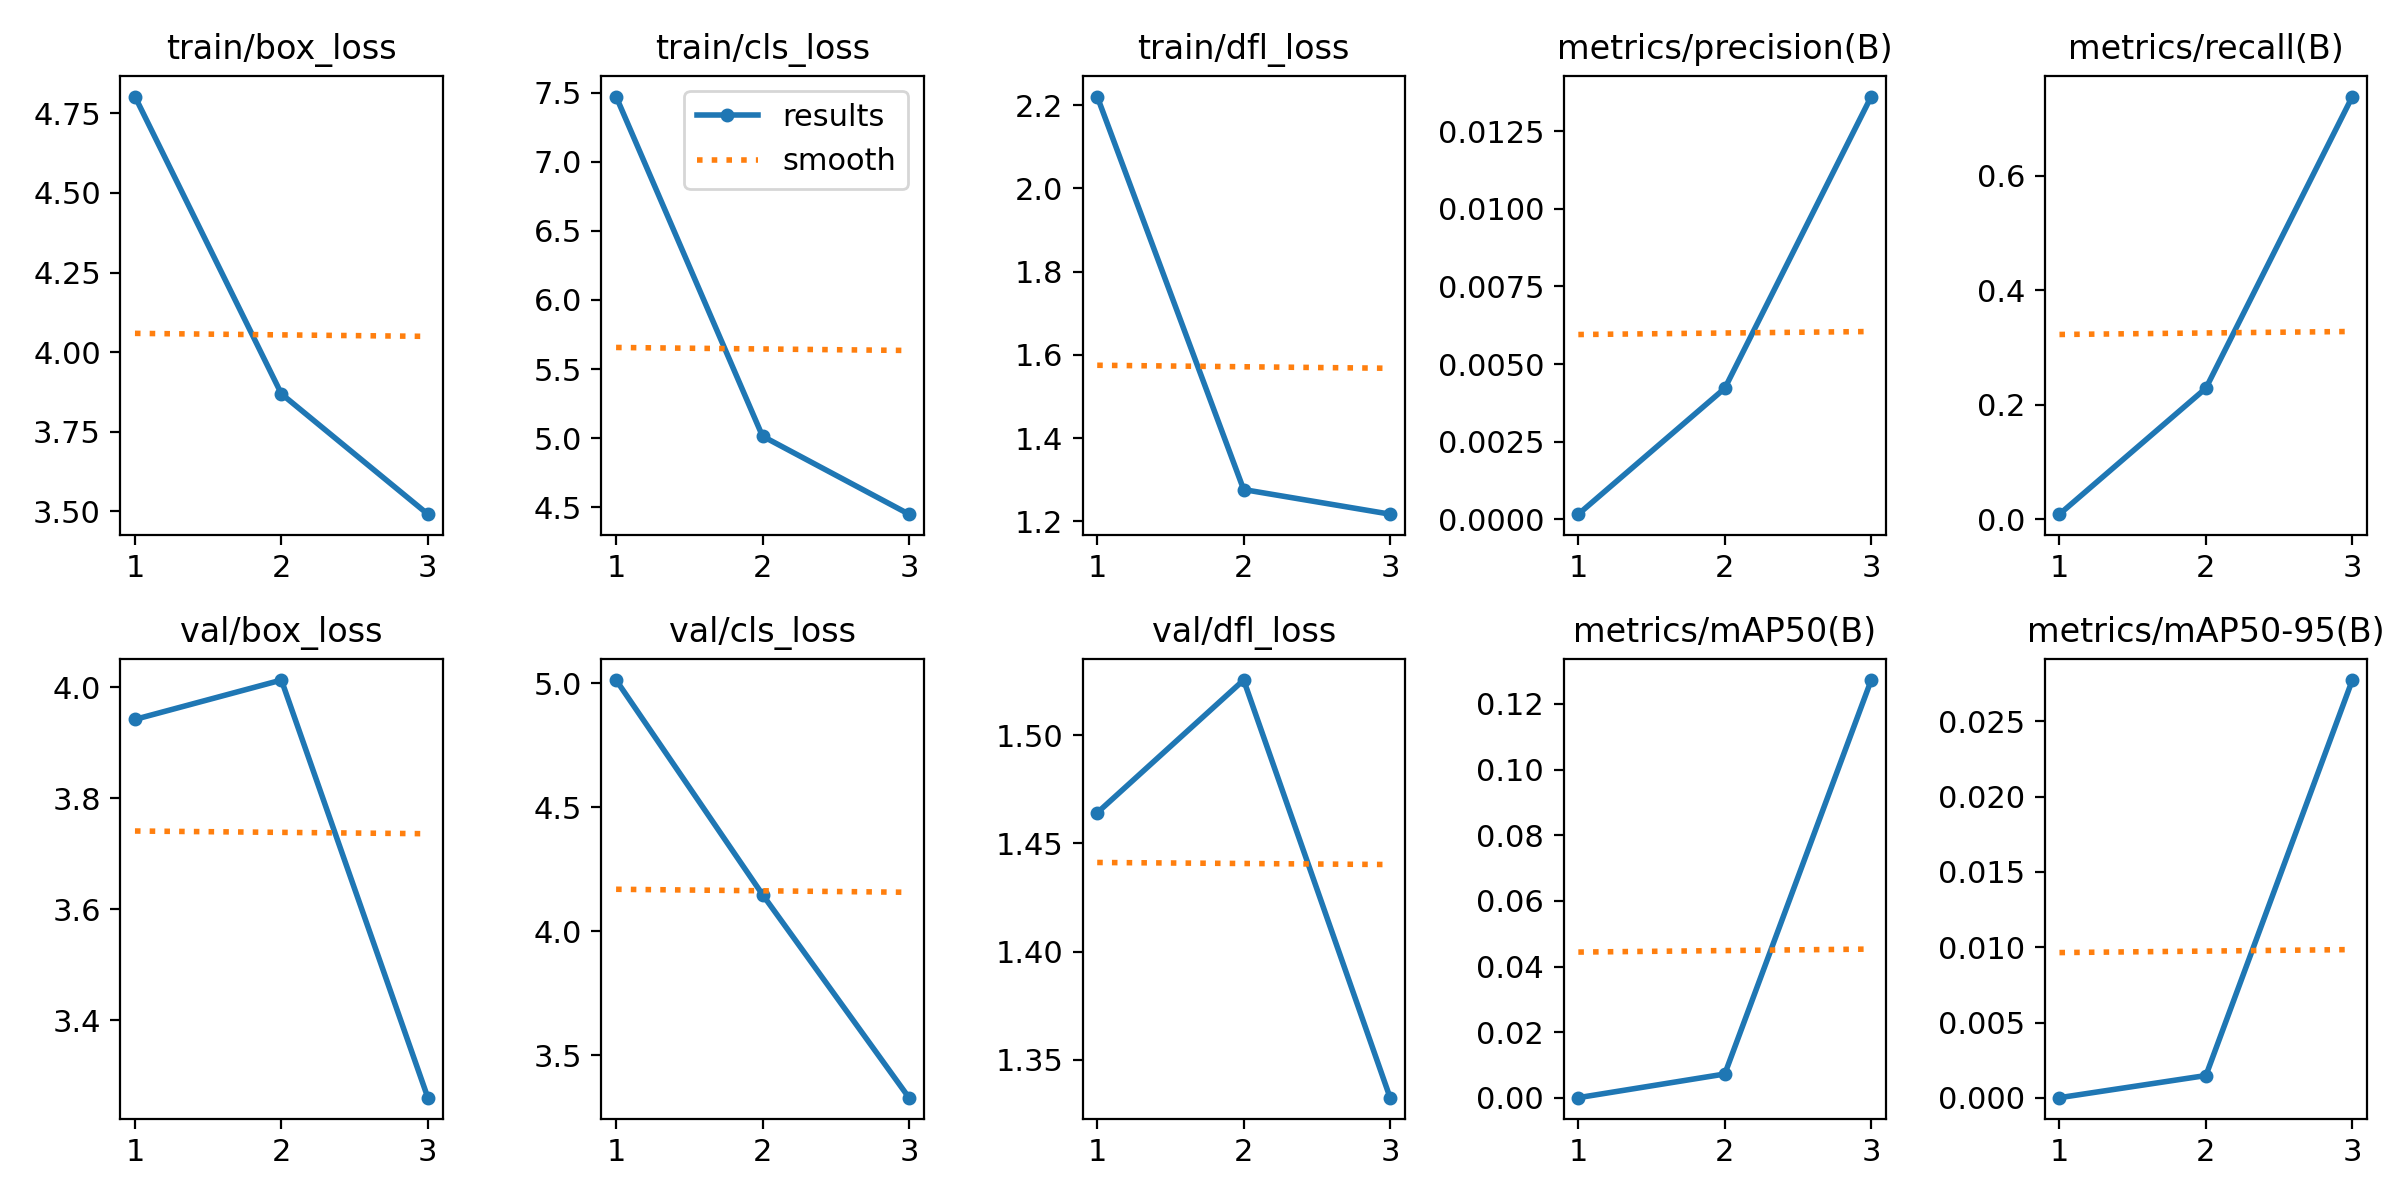 train/box_loss
4.75
4.50
4.25
4.00
3.75
3.50
1 2 3
train/cls_loss
7.5
7.0
6.5
6.0
5.5
5.0
4.5
results
smooth
1 2 3
train/dfl_loss
2.2
2.0
1.8
1.6
1.4
1.2
1 2 3
metrics/precision(B)
0.0125
0.0100
0.0075
0.0050
0.0025
0.0000
1 2 3
metrics/recall(B)
0.6
0.4
0.2
0.0
1 2 3
val/box_loss
4.0
3.8
3.6
3.4
1 2 3
val/cls_loss
5.0
4.5
4.0
3.5
1 2 3
val/dfl_loss
1.50
1.45
1.40
1.35
1 2 3
metrics/mAP50(B)
0.12
0.10
0.08
0.06
0.04
0.02
0.00
1 2 3
metrics/mAP50-95(B)
0.025
0.020
0.015
0.010
0.005
0.000
1 2 3